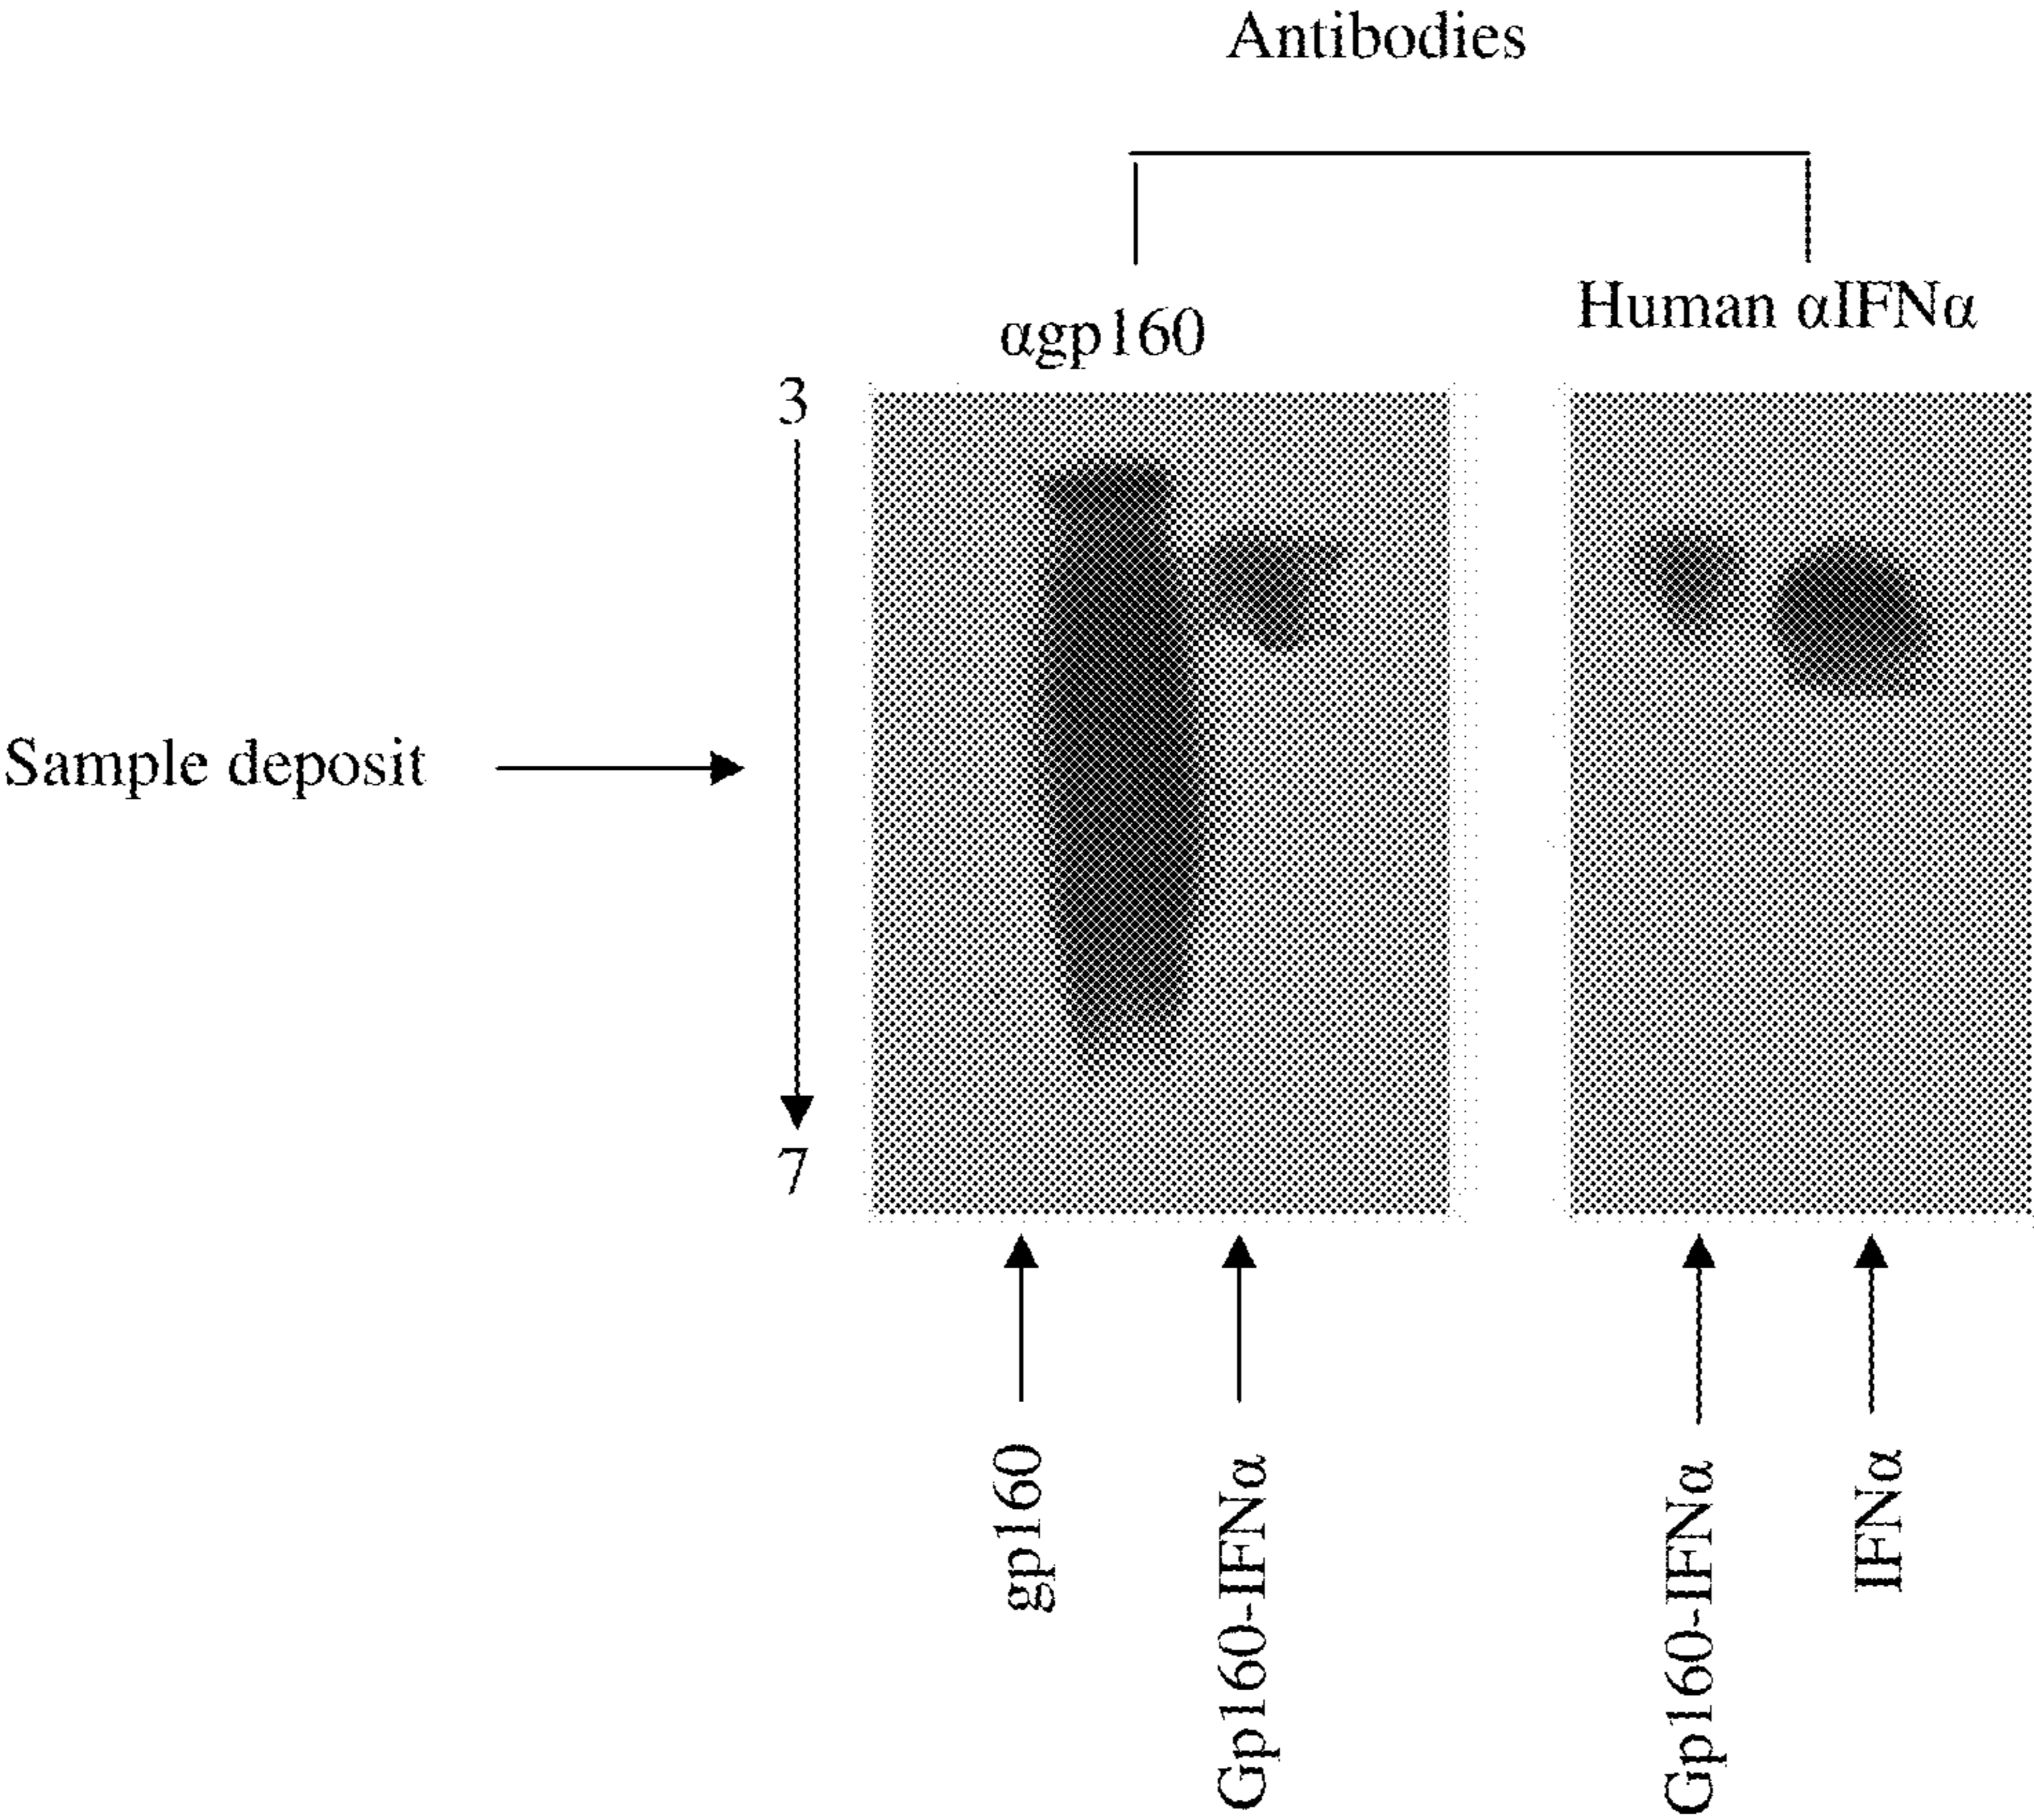 Antibodies
αgp160
Human αIFNα
3
Sample deposit
7
gp160
Gp160-IFNα
Gp160-IFNα
IFNα